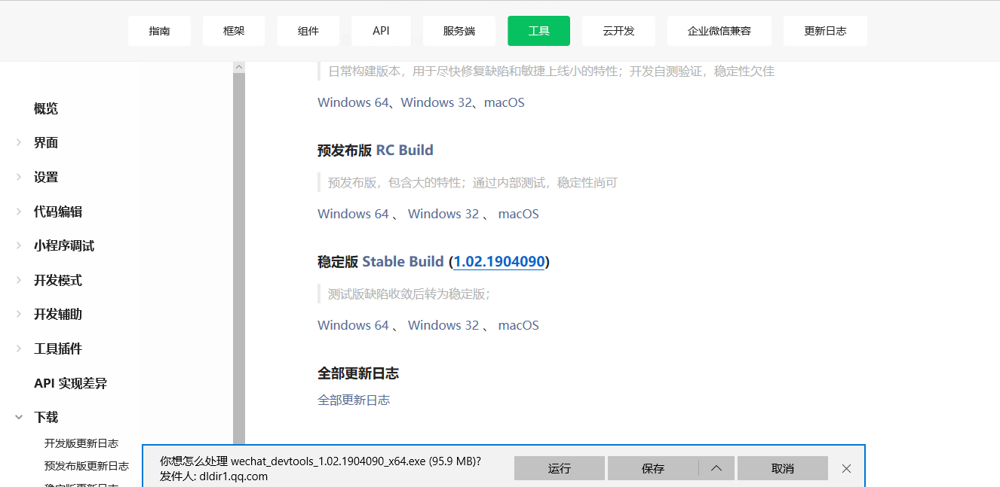 指南 框架 组件 API 服务端 工具 云开发 企业微信兼容 更新日志
概览
界面
设置
代码编辑
小程序调试
开发模式
开发辅助
工具插件
API 实现差异
下载
开发版更新日志
预发布版更新日志
稳定版更新日志
日常构建版本，用于尽快修复缺陷和敏捷上线小的特性；开发自测验证，稳定性欠佳
Windows 64、Windows 32、macOS
预发布版 RC Build
预发布版，包含大的特性；通过内部测试，稳定性尚可
Windows 64 、 Windows 32 、 macOS
稳定版 Stable Build (1.02.1904090)
测试版缺陷收敛后转为稳定版；
Windows 64 、 Windows 32 、 macOS
全部更新日志
全部更新日志
你想怎么处理 wechat_devtools_1.02.1904090_x64.exe (95.9 MB)?
发件人: dldir1.qq.com
运行 保存 取消